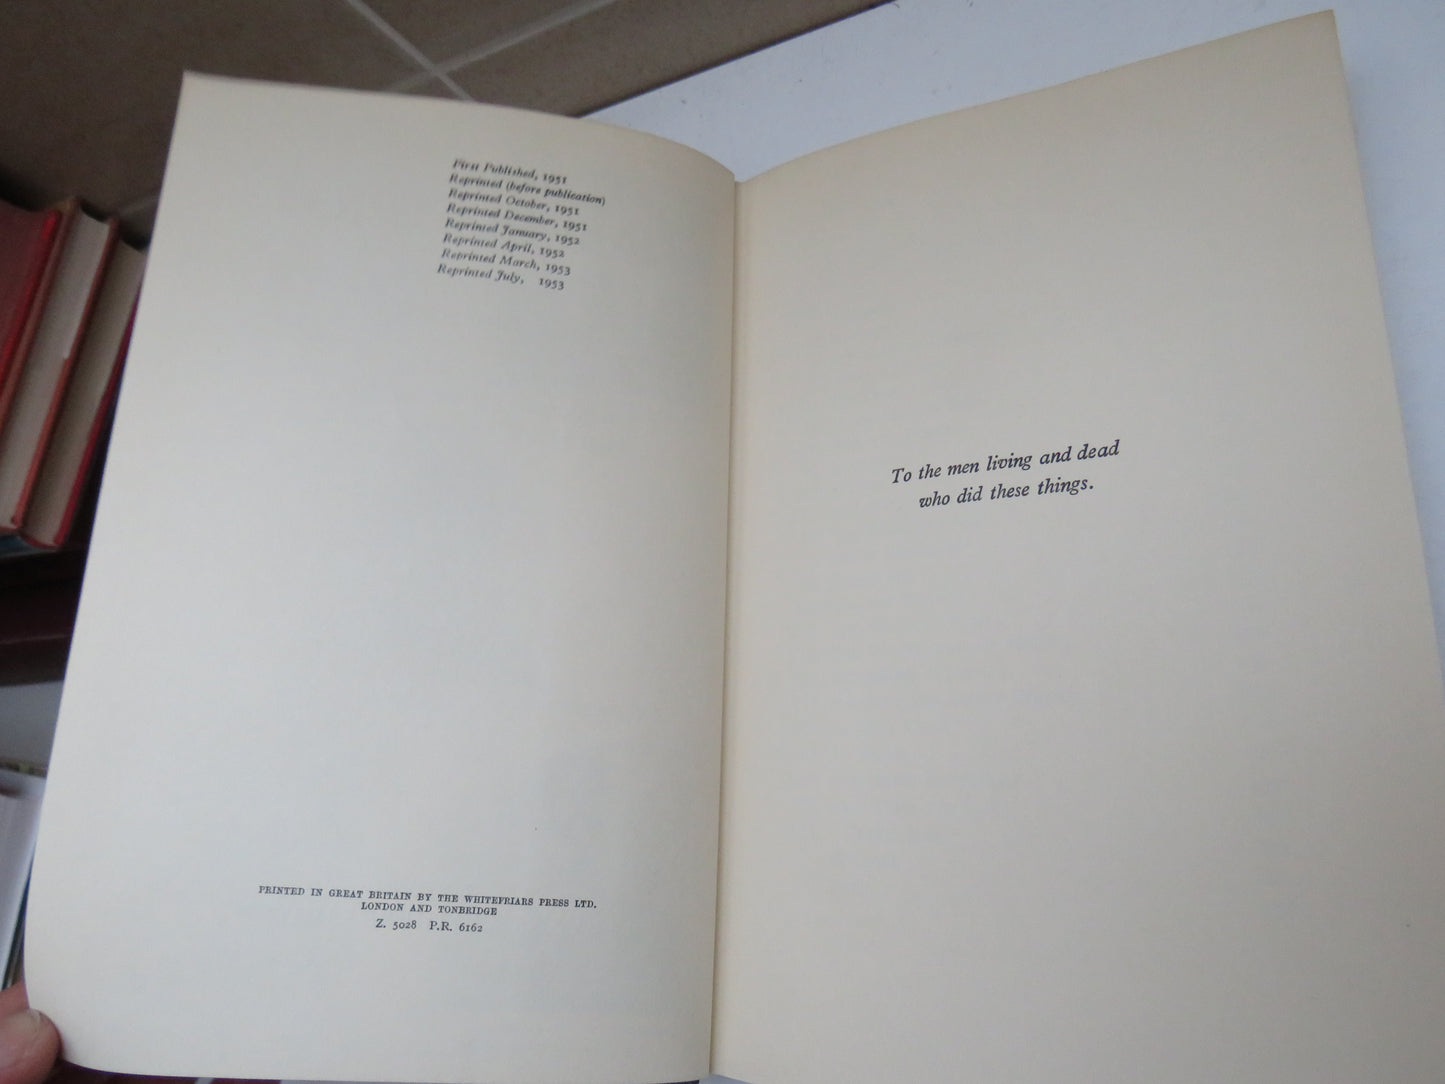 First Published, 1951
Reprinted (before publication)
Reprinted October, 1951
Reprinted December, 1951
Reprinted January, 1952
Reprinted April, 1952
Reprinted March, 1953
Reprinted July, 1953
PRINTED IN GREAT BRITAIN BY THE WHITEFRIARS PRESS LTD.
LONDON AND TONBRIDGE
Z. 5028 P.R. 6162
To the men living and dead
who did these things.